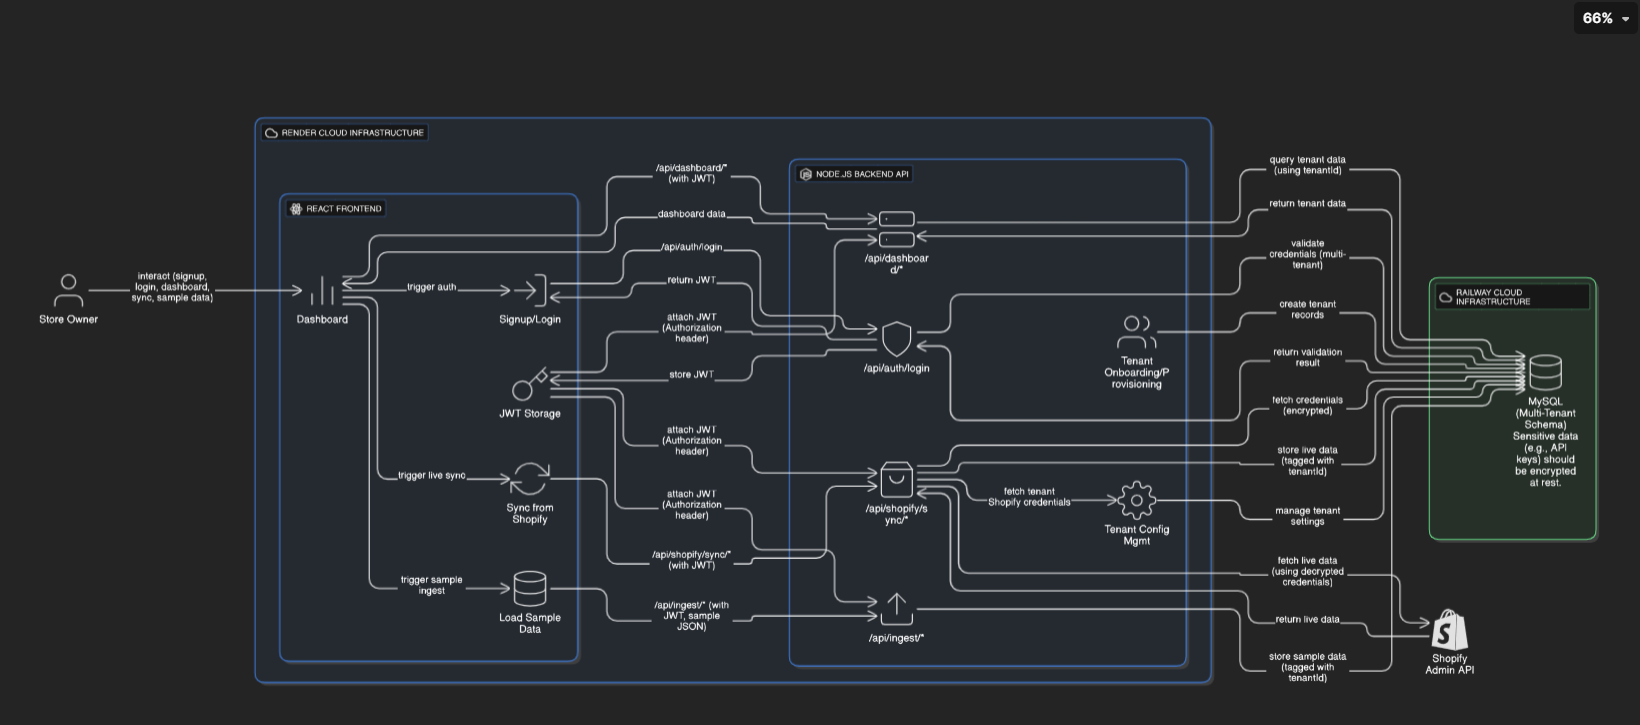 66%
RENDER CLOUD INFRASTRUCTURE
REACT FRONTEND
NODE.JS BACKEND API
RAILWAY CLOUD
INFRASTRUCTURE
Store Owner
interact (signup,
login, dashboard,
sync, sample data)
Dashboard
trigger auth
Signup/Login
JWT Storage
trigger live sync
Sync from
Shopify
trigger sample
ingest
Load Sample
Data
/api/dashboard/*
(with JWT)
dashboard data
/api/auth/login
return JWT
attach JWT
(Authorization
header)
store JWT
attach JWT
(Authorization
header)
attach JWT
(Authorization
header)
/api/shopify/sync/*
(with JWT)
/api/ingest/* (with
JWT, sample
JSON)
/api/dashboar
d/*
/api/auth/login
/api/shopify/s
ync/*
/api/ingest/*
fetch tenant
Shopify credentials
Tenant
Onboarding/P
rovisioning
Tenant Config
Mgmt
query tenant data
(using tenantId)
return tenant data
validate
credentials (multi-
tenant)
create tenant
records
return validation
result
fetch credentials
(encrypted)
store live data
(tagged with
tenantId)
manage tenant
settings
fetch live data
(using decrypted
credentials)
return live data
store sample data
(tagged with
tenantId)
MySQL
(Multi-Tenant
Schema)
Sensitive data
(e.g., API
keys) should
be encrypted
at rest.
Shopify
Admin API